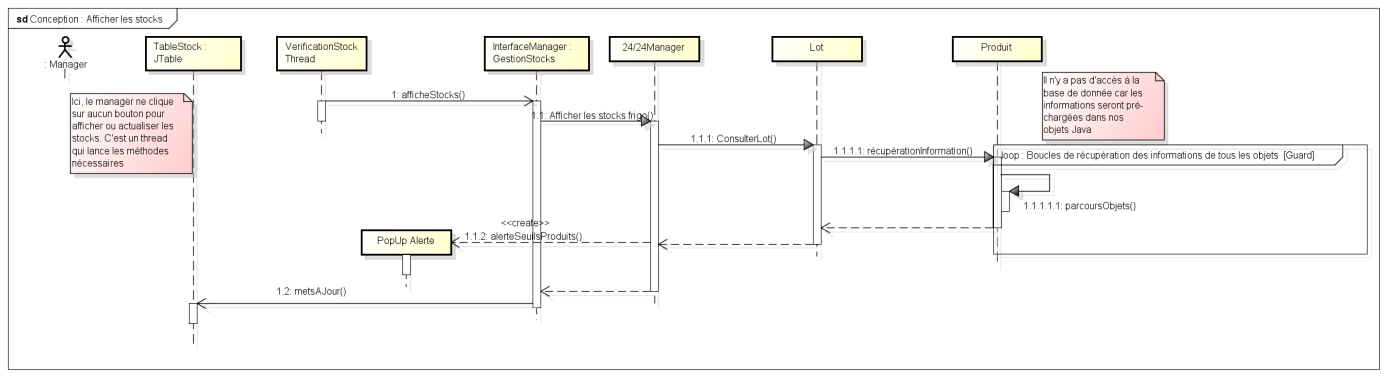 sd Conception : Afficher les stocks
: Manager
TableStock :
JTable
VerificationStock
Thread
InterfaceManager :
GestionStocks
24/24Manager
Lot
Produit
Ici, le manager ne clique
sur aucun bouton pour
afficher ou actualiser les
stocks. C'est un thread
qui lance les méthodes
nécessaires
Il n'y a pas d'accès à la
base de donnée car les
informations seront pré-
chargées dans nos
objets Java
1: afficheStocks()
1.1: Afficher les stocks frigo()
1.1.1: ConsulterLot()
1.1.1.1: récupérationInformation()
loop : Boucles de récupération des informations de tous les objets [Guard]
1.1.1.1.1: parcoursObjets()
<<create>>
1.1.2: alerteSeuilsProduits()
PopUp Alerte
1.2: metsAJour()